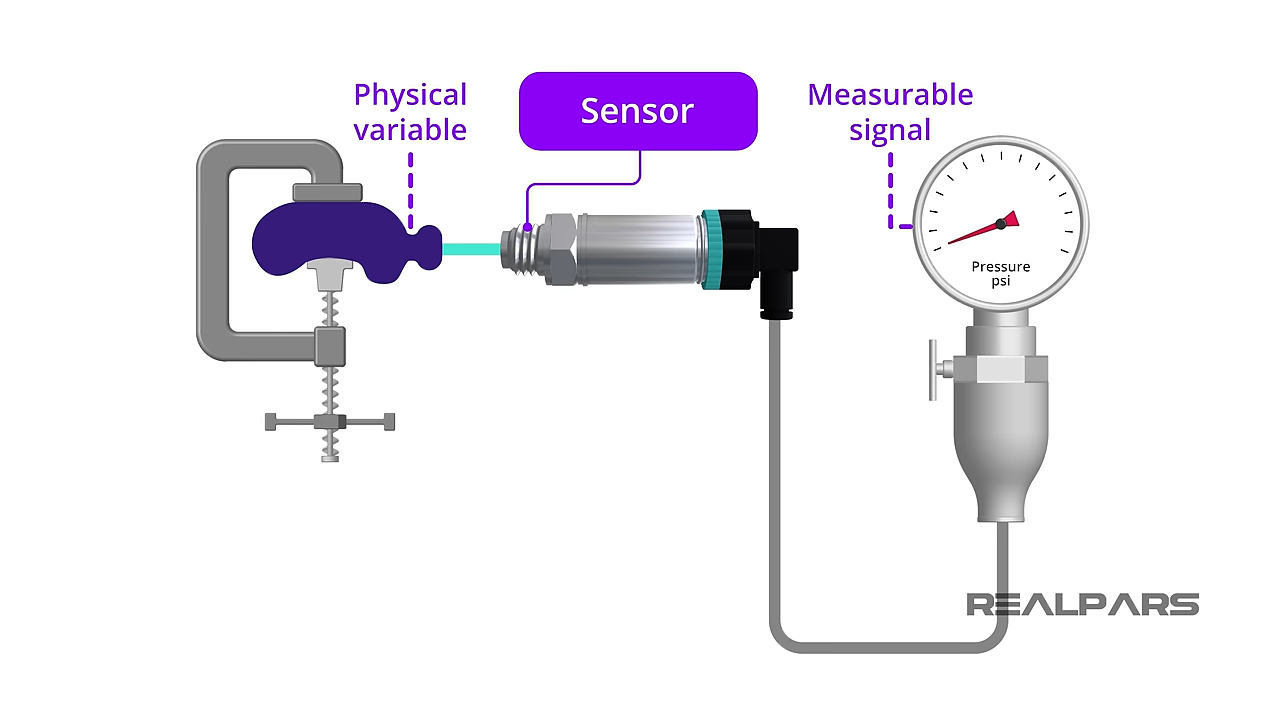 Physical
variable
Sensor
Measurable
signal
Pressure
psi
REALPARS